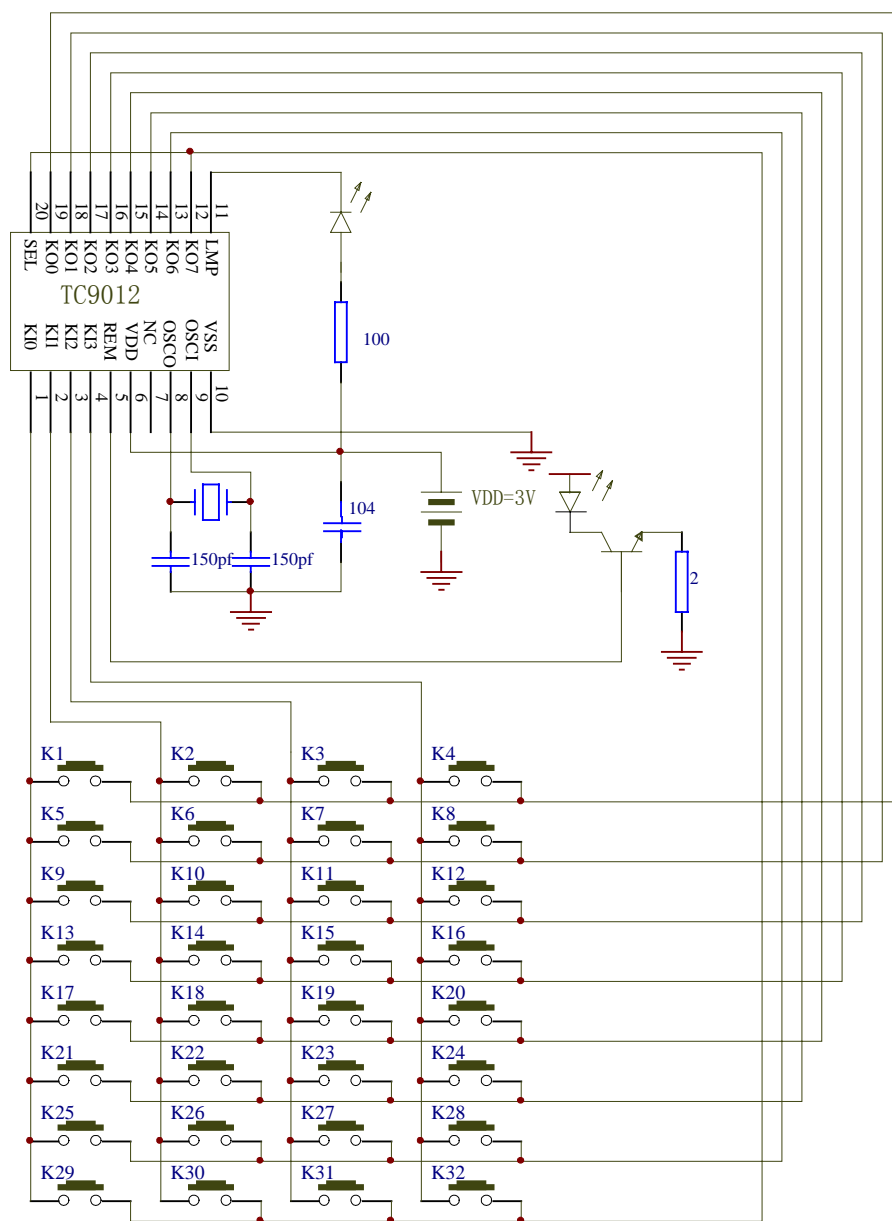 20 19 18 17 16 15 14 13 12 11
SEL KO0 KO1 KO2 KO3 KO4 KO5 KO6 KO7 LMP
TC9012
KI0 KI1 KI2 KI3 REM VDD NC OSCO OSCI VSS
1 2 3 4 5 6 7 8 9 10
100
VDD=3V
104
150pf 150pf
2
K1 K2 K3 K4
K5 K6 K7 K8
K9 K10 K11 K12
K13 K14 K15 K16
K17 K18 K19 K20
K21 K22 K23 K24
K25 K26 K27 K28
K29 K30 K31 K32